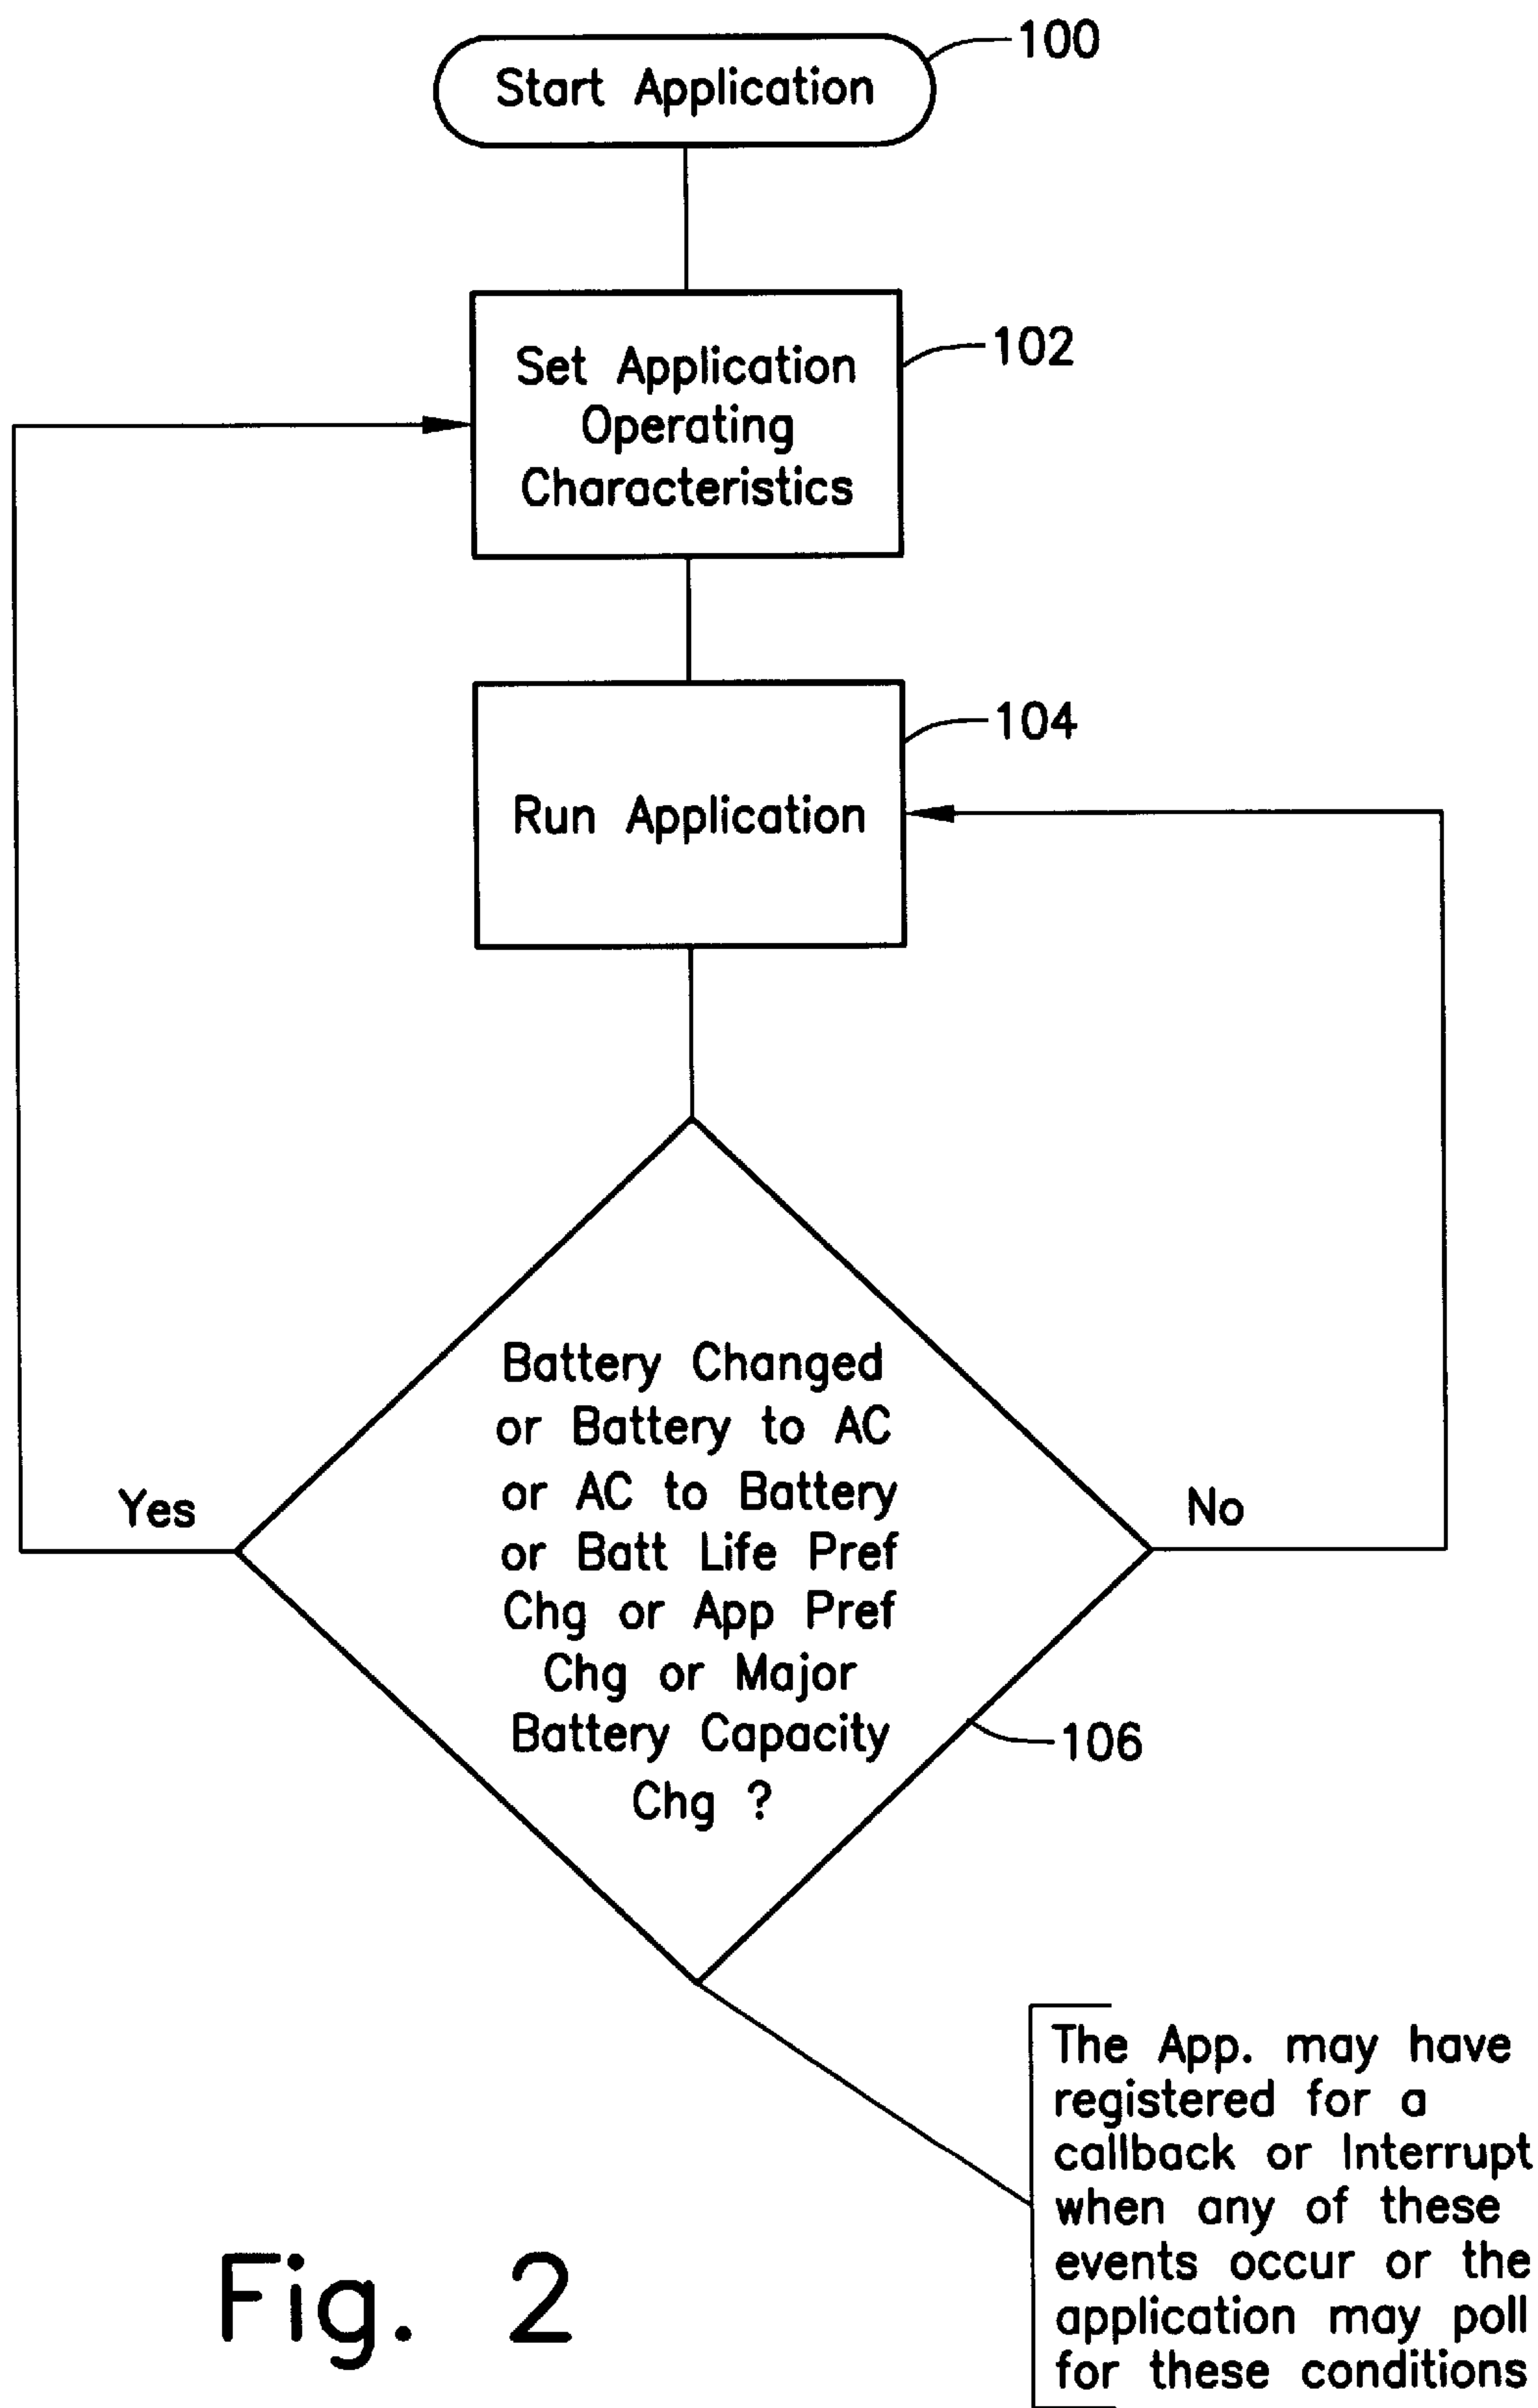 Start Application
100
Set Application
Operating
Characteristics
102
Run Application
104
Battery Changed
or Battery to AC
or AC to Battery
or Batt Life Pref
Chg or App Pref
Chg or Major
Battery Capacity
Chg ?
Yes
No
106
The App. may have
registered for a
callback or Interrupt
when any of these
events occur or the
application may poll
for these conditions
Fig. 2